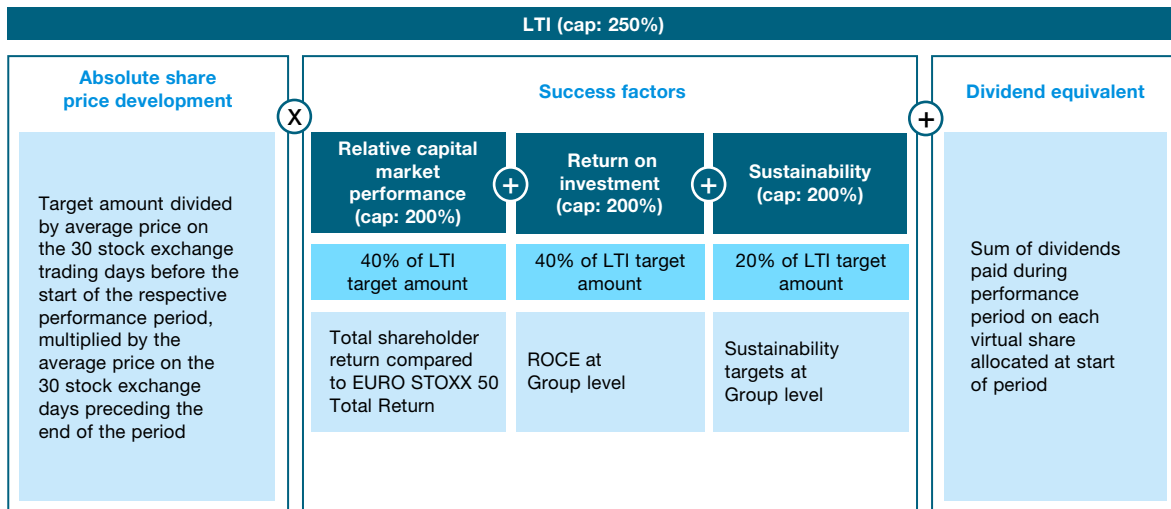 LTI (cap: 250%)
Absolute share
price development
X
Success factors
+
Dividend equivalent
Target amount divided
by average price on
the 30 stock exchange
trading days before the
start of the respective
performance period,
multiplied by the
average price on the
30 stock exchange
days preceding the
end of the period
Relative capital
market
performance
(cap: 200%)
+
Return on
investment
(cap: 200%)
+
Sustainability
(cap: 200%)
40% of LTI
target amount
40% of LTI target
amount
20% of LTI target
amount
Total shareholder
return compared
to EURO STOXX 50
Total Return
ROCE at
Group level
Sustainability
targets at
Group level
Sum of dividends
paid during
performance
period on each
virtual share
allocated at start
of period